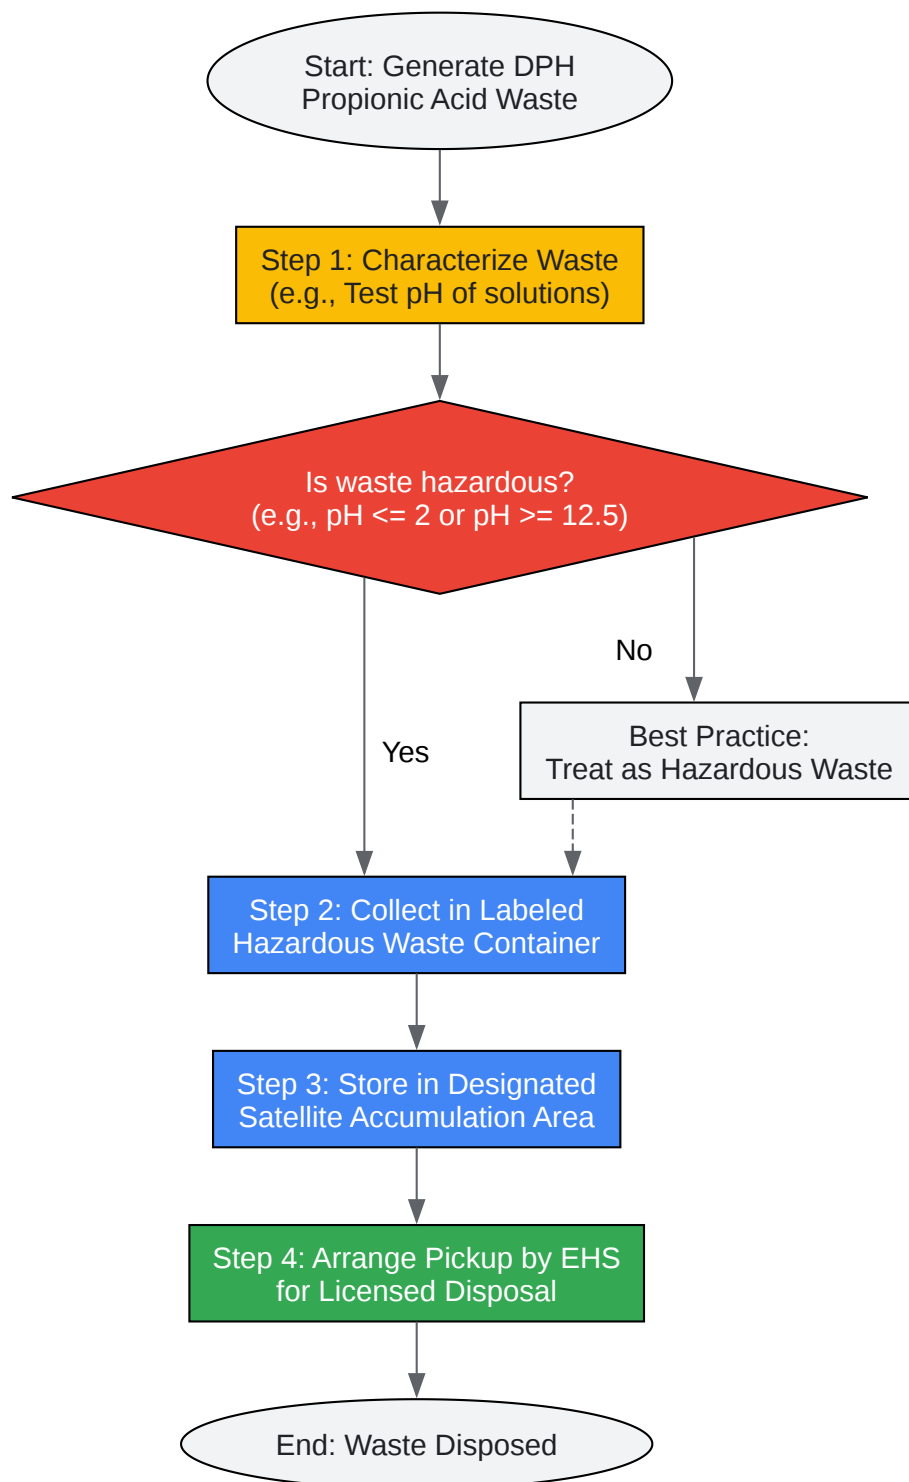 Start: Generate DPH
Propionic Acid Waste
Step 1: Characterize Waste
(e.g., Test pH of solutions)
Is waste hazardous?
(e.g., pH <= 2 or pH >= 12.5)
No
Best Practice:
Treat as Hazardous Waste
Yes
Step 2: Collect in Labeled
Hazardous Waste Container
Step 3: Store in Designated
Satellite Accumulation Area
Step 4: Arrange Pickup by EHS
for Licensed Disposal
End: Waste Disposed